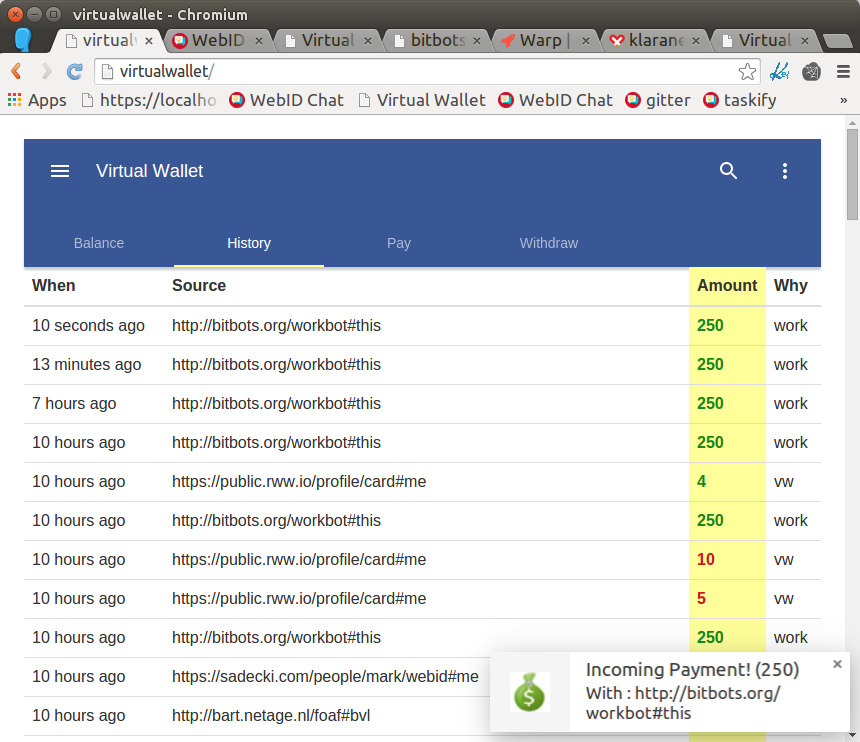 virtualwallet - Chromium
virtualw WebID Virtual bitbots. Warp | klarane Virtual
virtualwallet/
Apps https://localho WebID Chat Virtual Wallet WebID Chat gitter taskify »
Virtual Wallet
Balance History Pay Withdraw
When Source Amount Why
10 seconds ago http://bitbots.org/workbot#this 250 work
13 minutes ago http://bitbots.org/workbot#this 250 work
7 hours ago http://bitbots.org/workbot#this 250 work
10 hours ago http://bitbots.org/workbot#this 250 work
10 hours ago https://public.rww.io/profile/card#me 4 vw
10 hours ago http://bitbots.org/workbot#this 250 work
10 hours ago https://public.rww.io/profile/card#me 10 vw
10 hours ago https://public.rww.io/profile/card#me 5 vw
10 hours ago http://bitbots.org/workbot#this 250 work
10 hours ago https://sadecki.com/people/mark/webid#me
10 hours ago http://bart.netage.nl/foaf#bvl
Incoming Payment! (250)
With : http://bitbots.org/
workbot#this